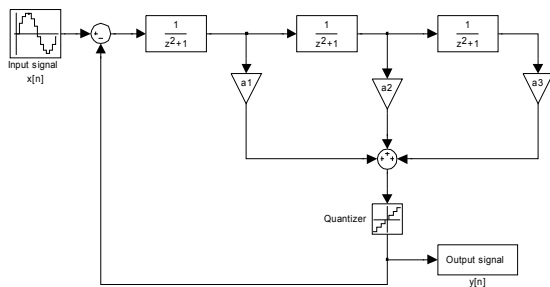 Input signal
x[n]
+
−
1
z²+1
1
z²+1
1
z²+1
a1
a2
a3
+ + +
Quantizer
Output signal
y[n]